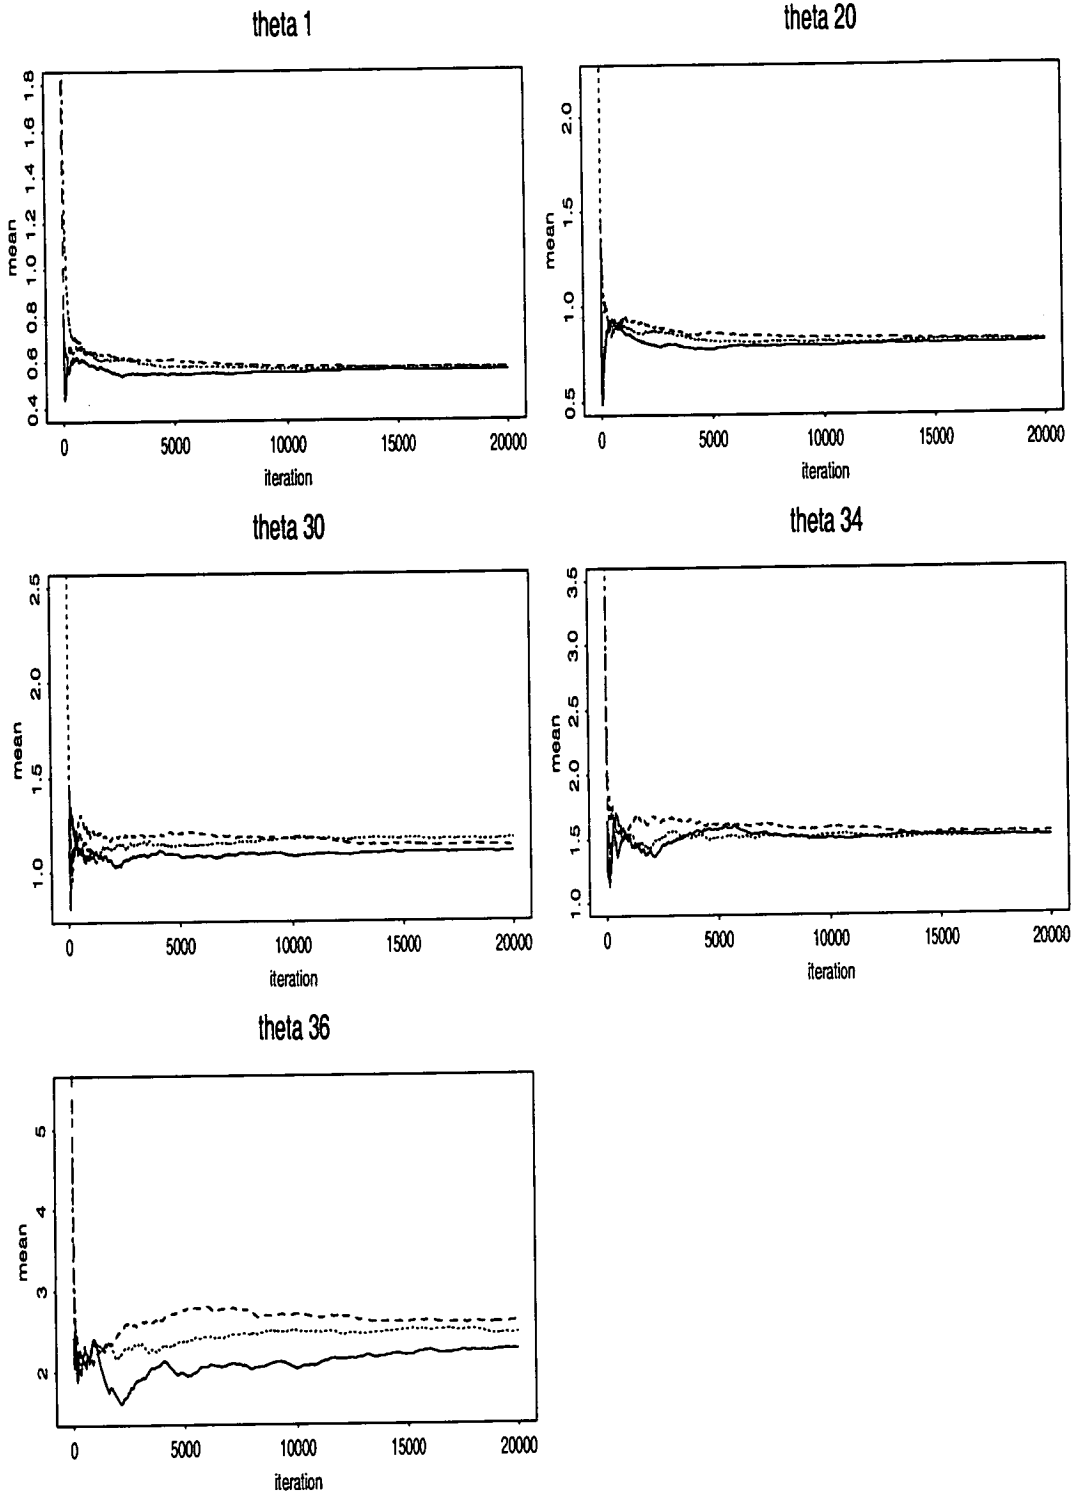 theta 1
mean
0.4 0.6 0.8 1.0 1.2 1.4 1.6 1.8
0 5000 10000 15000 20000
iteration
theta 20
mean
0.5 1.0 1.5 2.0
0 5000 10000 15000 20000
iteration
theta 30
mean
1.0 1.5 2.0 2.5
0 5000 10000 15000 20000
iteration
theta 34
mean
1.0 1.5 2.0 2.5 3.0 3.5
0 5000 10000 15000 20000
iteration
theta 36
mean
2 3 4 5
0 5000 10000 15000 20000
iteration